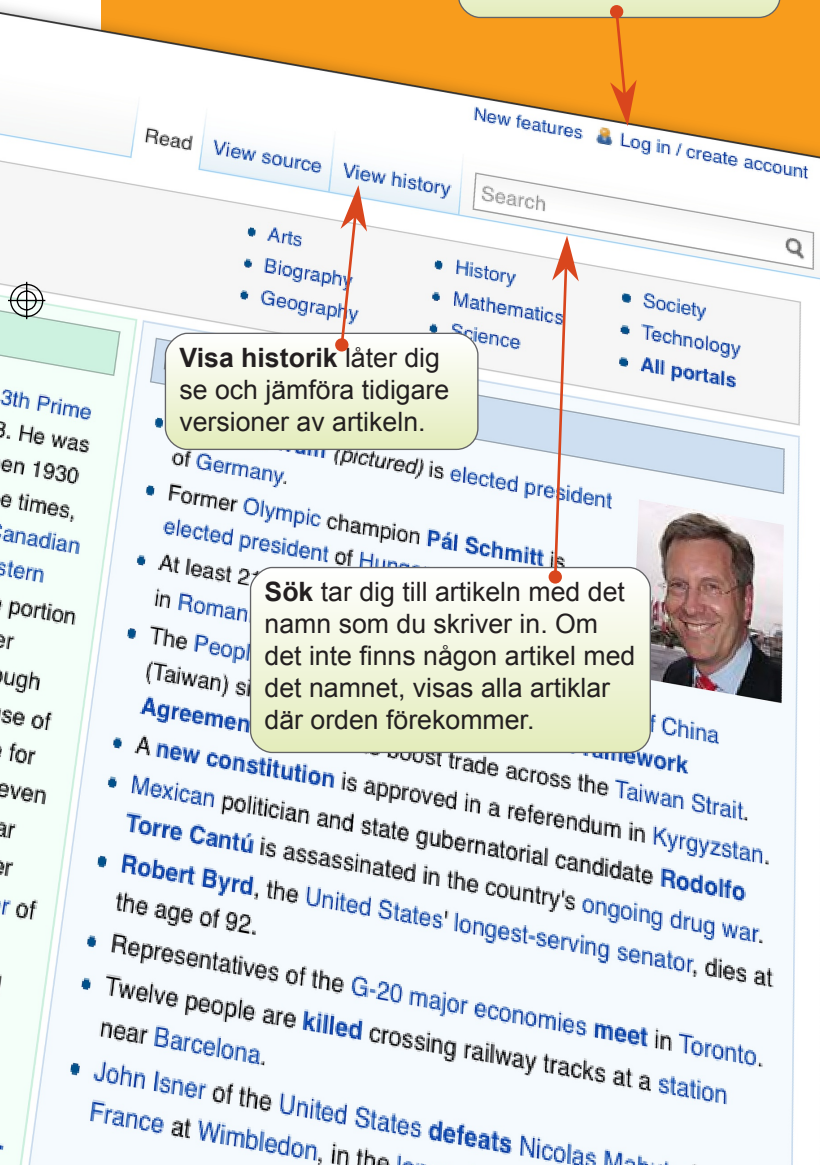 New features Log in / create account
Read View source View history Search
Arts
Biography
Geography
History
Mathematics
Science
Society
Technology
All portals
Visa historik låter dig
se och jämföra tidigare
versioner av artikeln.
3th Prime
He was
1930
times,
Canadian
portion
of
for
even
of
(pictured) is elected president
of Germany.
Former Olympic champion Pál Schmitt is
elected president of
At least
in
The
(Taiwan)
China
boost trade across the Taiwan Strait.
A new constitution is approved in a referendum in Kyrgyzstan.
Mexican politician and state gubernatorial candidate Rodolfo
Torre Cantú is assassinated in the country's ongoing drug war.
Robert Byrd, the United States' longest-serving senator, dies at
the age of 92.
Representatives of the G-20 major economies meet in Toronto.
Twelve people are killed crossing railway tracks at a station
near Barcelona.
John Isner of the United States defeats Nicolas
France at Wimbledon, in the
Sök tar dig till artikeln med det
namn som du skriver in. Om
det inte finns någon artikel med
det namnet, visas alla artiklar
där orden förekommer.